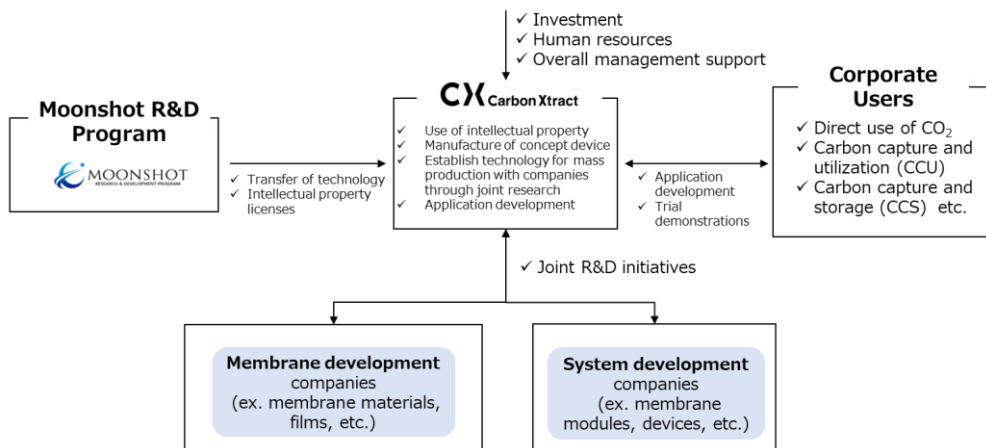 ✓ Investment
✓ Human resources
✓ Overall management support
Moonshot R&D
Program
MOONSHOT
RESEARCH & DEVELOPMENT PROGRAM
✓ Transfer of technology
✓ Intellectual property
licenses
CX Carbon Xtract
✓ Use of intellectual property
✓ Manufacture of concept device
✓ Establish technology for mass
production with companies
through joint research
✓ Application development
✓ Application
development
✓ Trial
demonstrations
Corporate
Users
✓ Direct use of CO₂
✓ Carbon capture and
utilization (CCU)
✓ Carbon capture and
storage (CCS) etc.
✓ Joint R&D initiatives
Membrane development
companies
(ex. membrane materials,
films, etc.)
System development
companies
(ex. membrane
modules, devices, etc.)